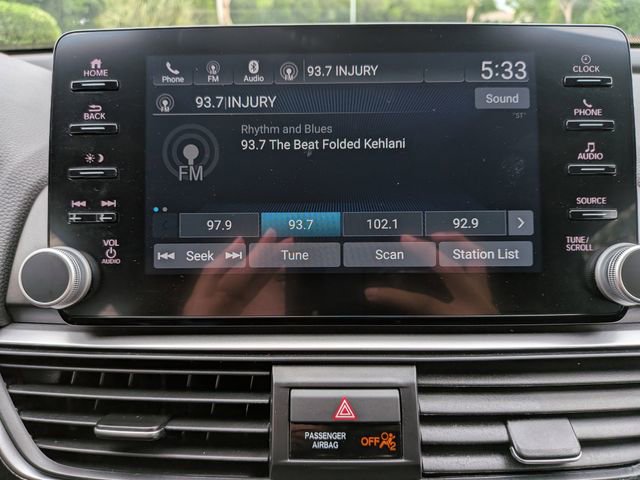 HOME
BACK
VOL
AUDIO
Phone FM Audio 93.7 INJURY 5:33
93.7|INJURY Sound
"ST"
Rhythm and Blues
93.7 The Beat Folded Kehlani
FM
97.9 93.7 102.1 92.9
Seek Tune Scan Station List
CLOCK
PHONE
AUDIO
SOURCE
TUNE/
SCROLL
PASSENGER
AIRBAG
OFF 2